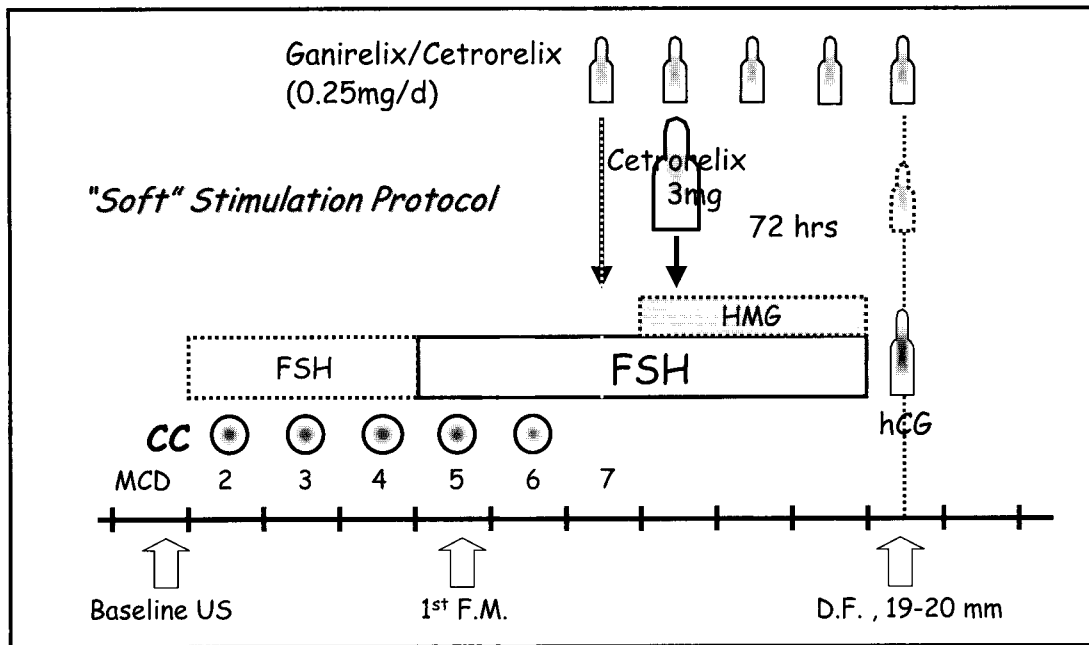 Ganirelix/Cetrorelix
(0.25mg/d)
Cetrorelix
3mg
"Soft" Stimulation Protocol
72 hrs
HMG
FSH
FSH
hCG
CC
MCD 2 3 4 5 6 7
Baseline US
1st F.M.
D.F. , 19-20 mm